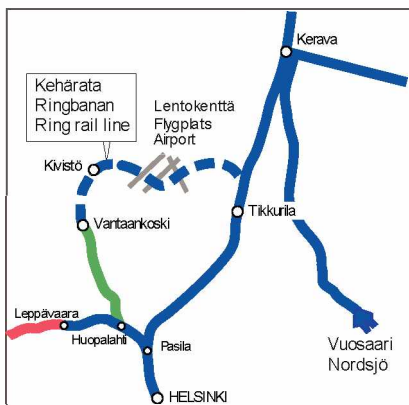 Kerava
Kehärata
Ringbanan
Ring rail line
Lentokenttä
Flygplats
Airport
Kivistö
Vantaankoski
Tikkurila
Leppävaara
Huopalahti
Pasila
Vuosaari
Nordsjö
HELSINKI